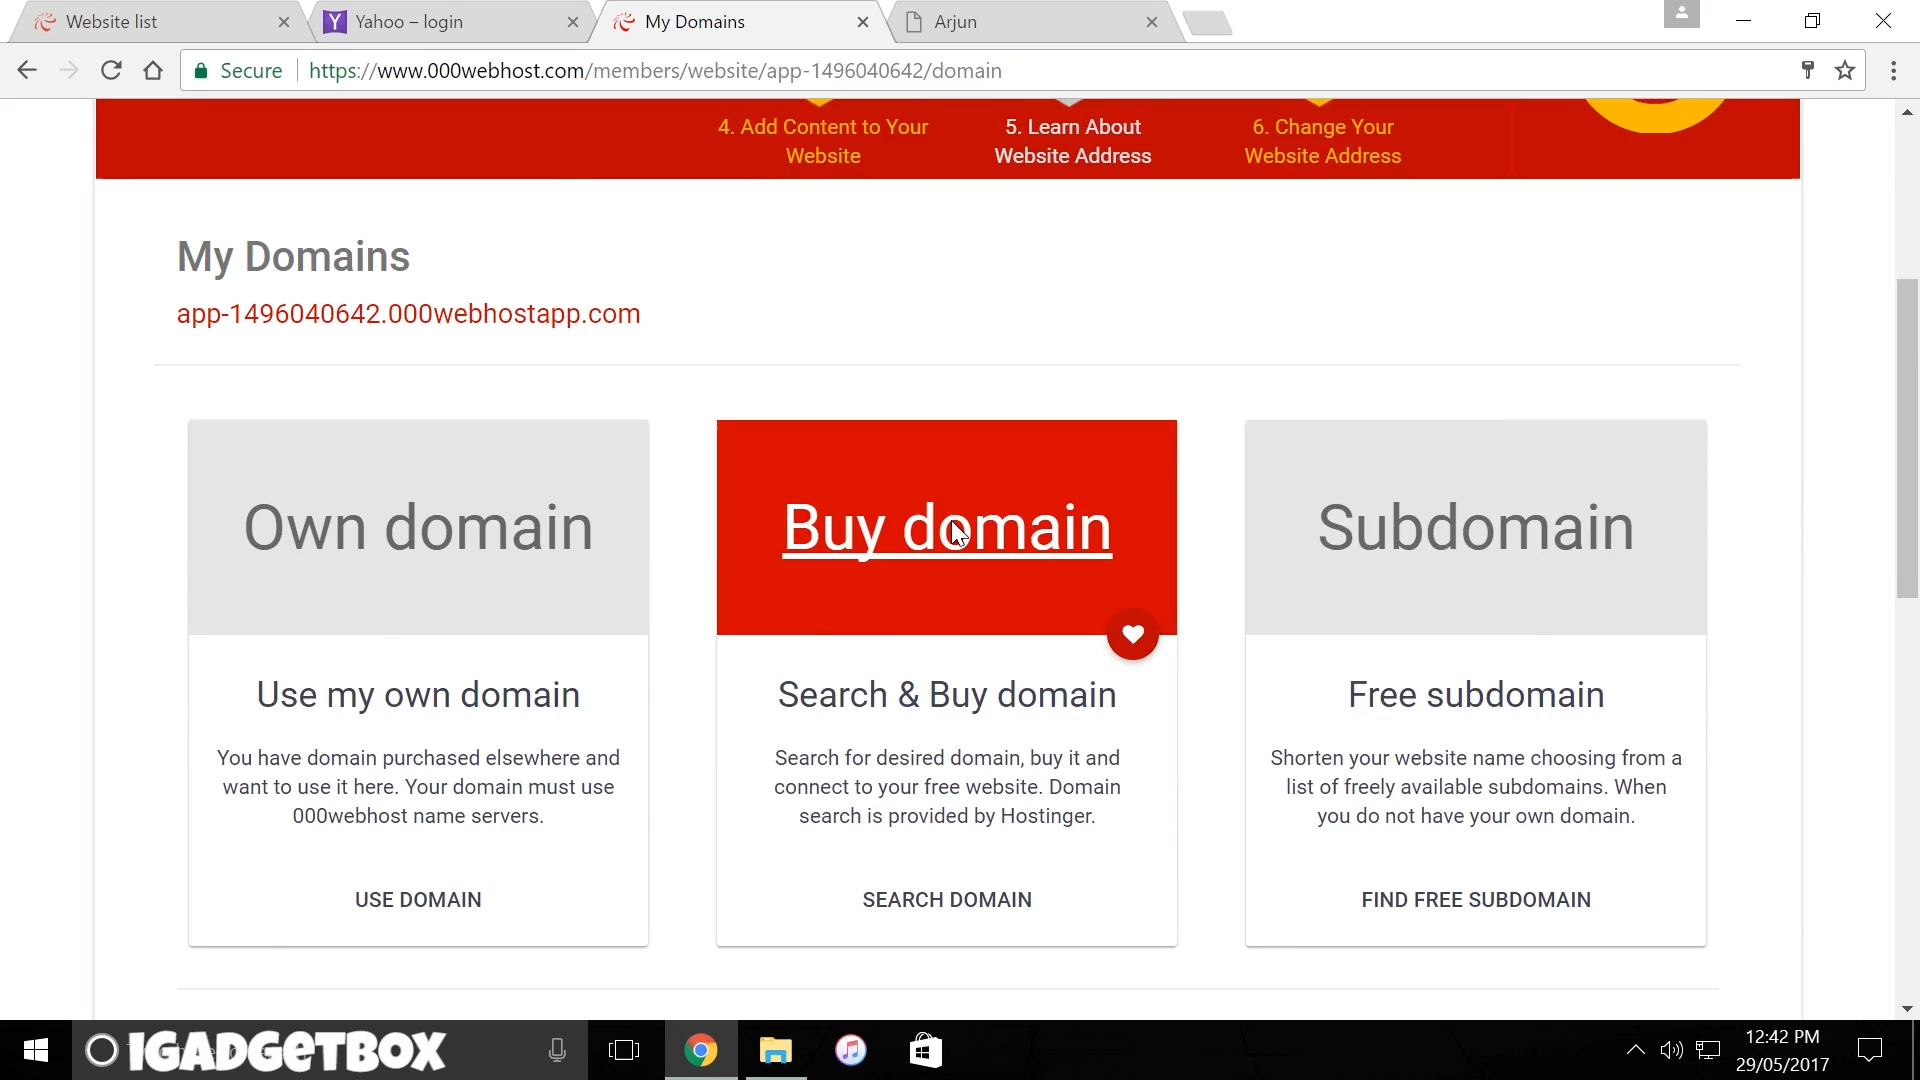 Website list
Yahoo – login
My Domains
Arjun
Secure
https://www.000webhost.com/members/website/app-1496040642/domain
4. Add Content to Your
Website
5. Learn About
Website Address
6. Change Your
Website Address
My Domains
app-1496040642.000webhostapp.com
Own domain
Use my own domain
You have domain purchased elsewhere and
want to use it here. Your domain must use
000webhost name servers.
USE DOMAIN
Buy domain
Search & Buy domain
Search for desired domain, buy it and
connect to your free website. Domain
search is provided by Hostinger.
SEARCH DOMAIN
Subdomain
Free subdomain
Shorten your website name choosing from a
list of freely available subdomains. When
you do not have your own domain.
FIND FREE SUBDOMAIN
IGADGETBOX
12:42 PM
29/05/2017